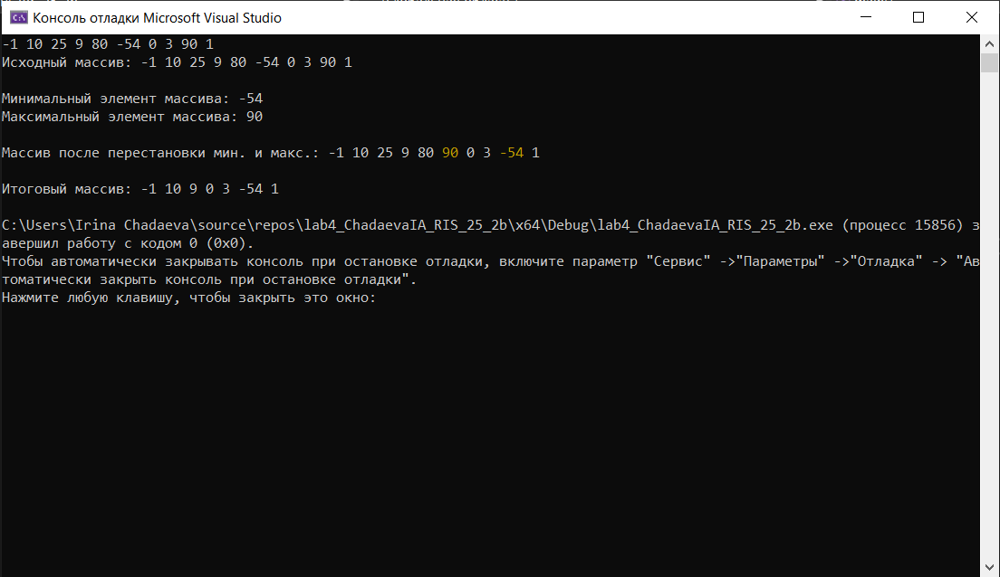 Консоль отладки Microsoft Visual Studio
-1 10 25 9 80 -54 0 3 90 1
Исходный массив: -1 10 25 9 80 -54 0 3 90 1
Минимальный элемент массива: -54
Максимальный элемент массива: 90
Массив после перестановки мин. и макс.: -1 10 25 9 80 90 0 3 -54 1
Итоговый массив: -1 10 9 0 3 -54 1
C:\Users\Irina Chadaeva\source\repos\lab4_ChadaevaIA_RIS_25_2b\x64\Debug\lab4_ChadaevaIA_RIS_25_2b.exe (процесс 15856) з
авершил работу с кодом 0 (0x0).
Чтобы автоматически закрывать консоль при остановке отладки, включите параметр "Сервис" ->"Параметры" ->"Отладка" -> "Ав
томатически закрыть консоль при остановке отладки".
Нажмите любую клавишу, чтобы закрыть это окно: